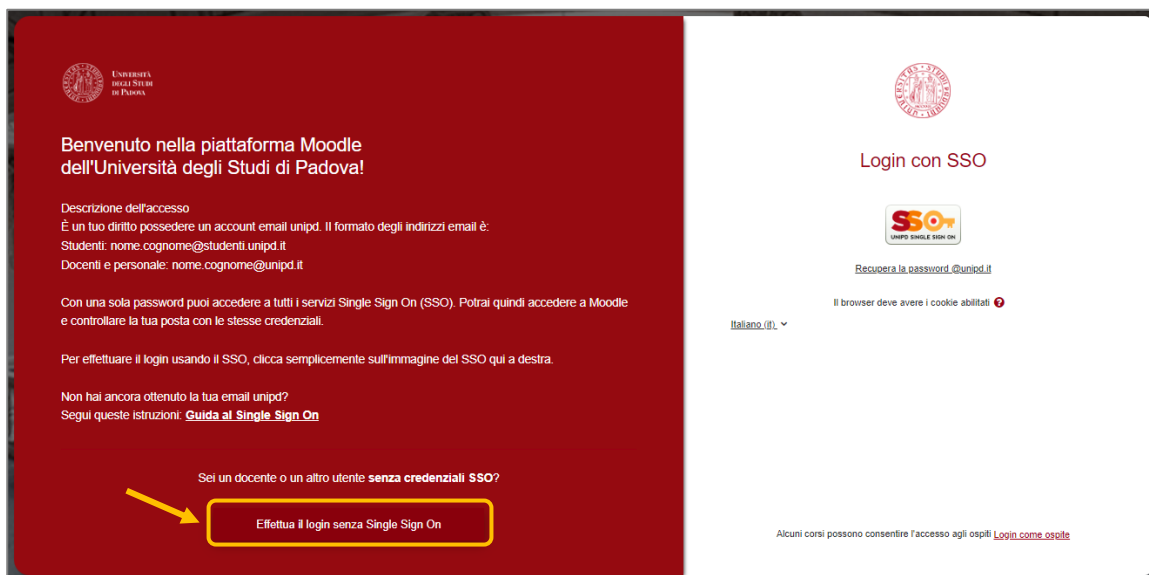 UNIVERSITÀ
DEGLI STUDI
DI PADOVA
Benvenuto nella piattaforma Moodle
dell'Università degli Studi di Padova!
Descrizione dell'accesso
È un tuo diritto possedere un account email unipd. Il formato degli indirizzi email è:
Studenti: nome.cognome@studenti.unipd.it
Docenti e personale: nome.cognome@unipd.it
Con una sola password puoi accedere a tutti i servizi Single Sign On (SSO). Potrai quindi accedere a Moodle
e controllare la tua posta con le stesse credenziali.
Per effettuare il login usando il SSO, clicca semplicemente sull'immagine del SSO qui a destra.
Non hai ancora ottenuto la tua email unipd?
Segui queste istruzioni: Guida al Single Sign On
Sei un docente o un altro utente senza credenziali SSO?
Effettua il login senza Single Sign On
Login con SSO
SSO
UNIPD SINGLE SIGN ON
Recupera la password @unipd.it
Il browser deve avere i cookie abilitati
Italiano (it)
Alcuni corsi possono consentire l'accesso agli ospiti Login come ospite